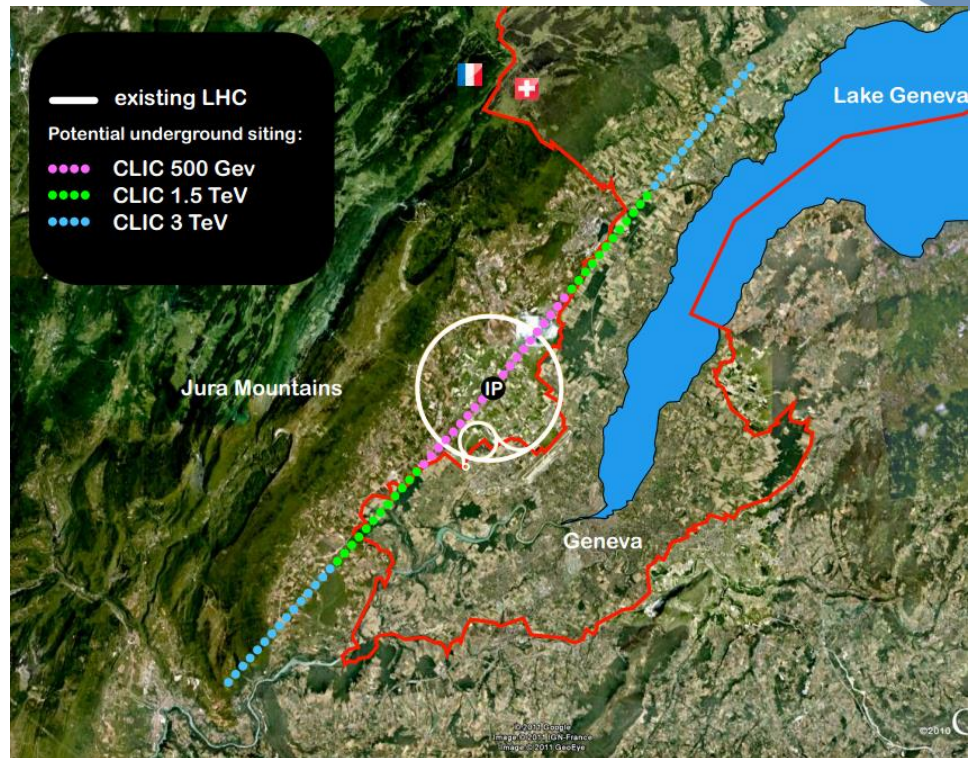 existing LHC
Potential underground siting:
CLIC 500 Gev
CLIC 1.5 TeV
CLIC 3 TeV
Lake Geneva
Jura Mountains
IP
Geneva
© 2011 Google
Image © 2011 IGN-France
Image © 2011 GeoEye
©2010 G